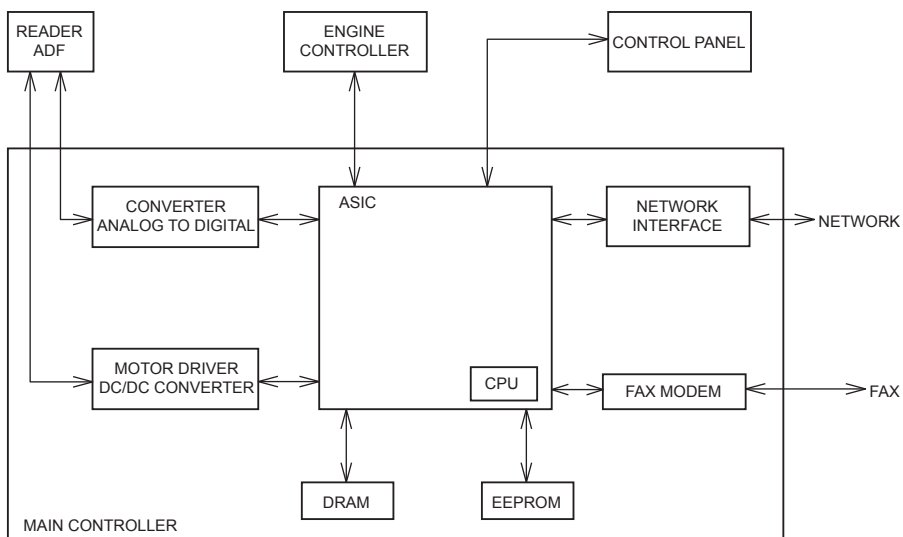 READER
ADF
ENGINE
CONTROLLER
CONTROL PANEL
CONVERTER
ANALOG TO DIGITAL
ASIC
NETWORK
INTERFACE
NETWORK
MOTOR DRIVER
DC/DC CONVERTER
CPU
FAX MODEM
FAX
DRAM
EEPROM
MAIN CONTROLLER